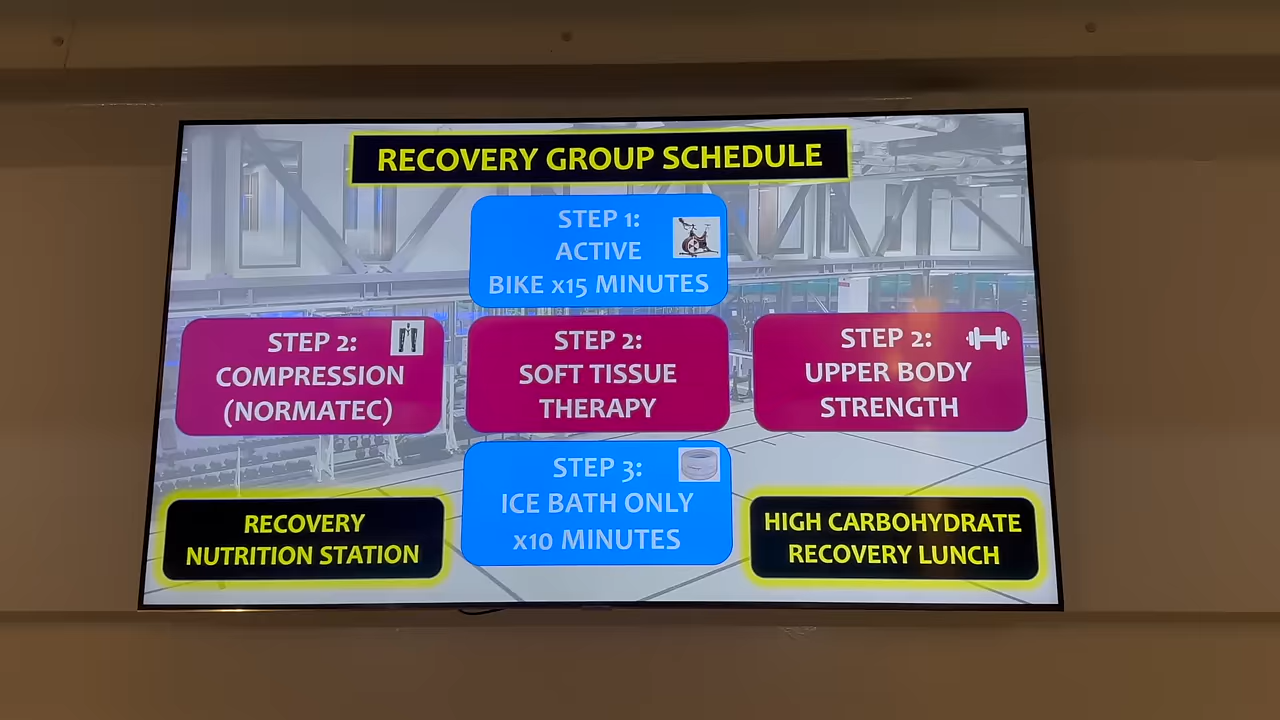 RECOVERY GROUP SCHEDULE
STEP 1:
ACTIVE
BIKE x15 MINUTES
STEP 2:
COMPRESSION
(NORMATEC)
STEP 2:
SOFT TISSUE
THERAPY
STEP 2:
UPPER BODY
STRENGTH
STEP 3:
ICE BATH ONLY
x10 MINUTES
RECOVERY
NUTRITION STATION
HIGH CARBOHYDRATE
RECOVERY LUNCH